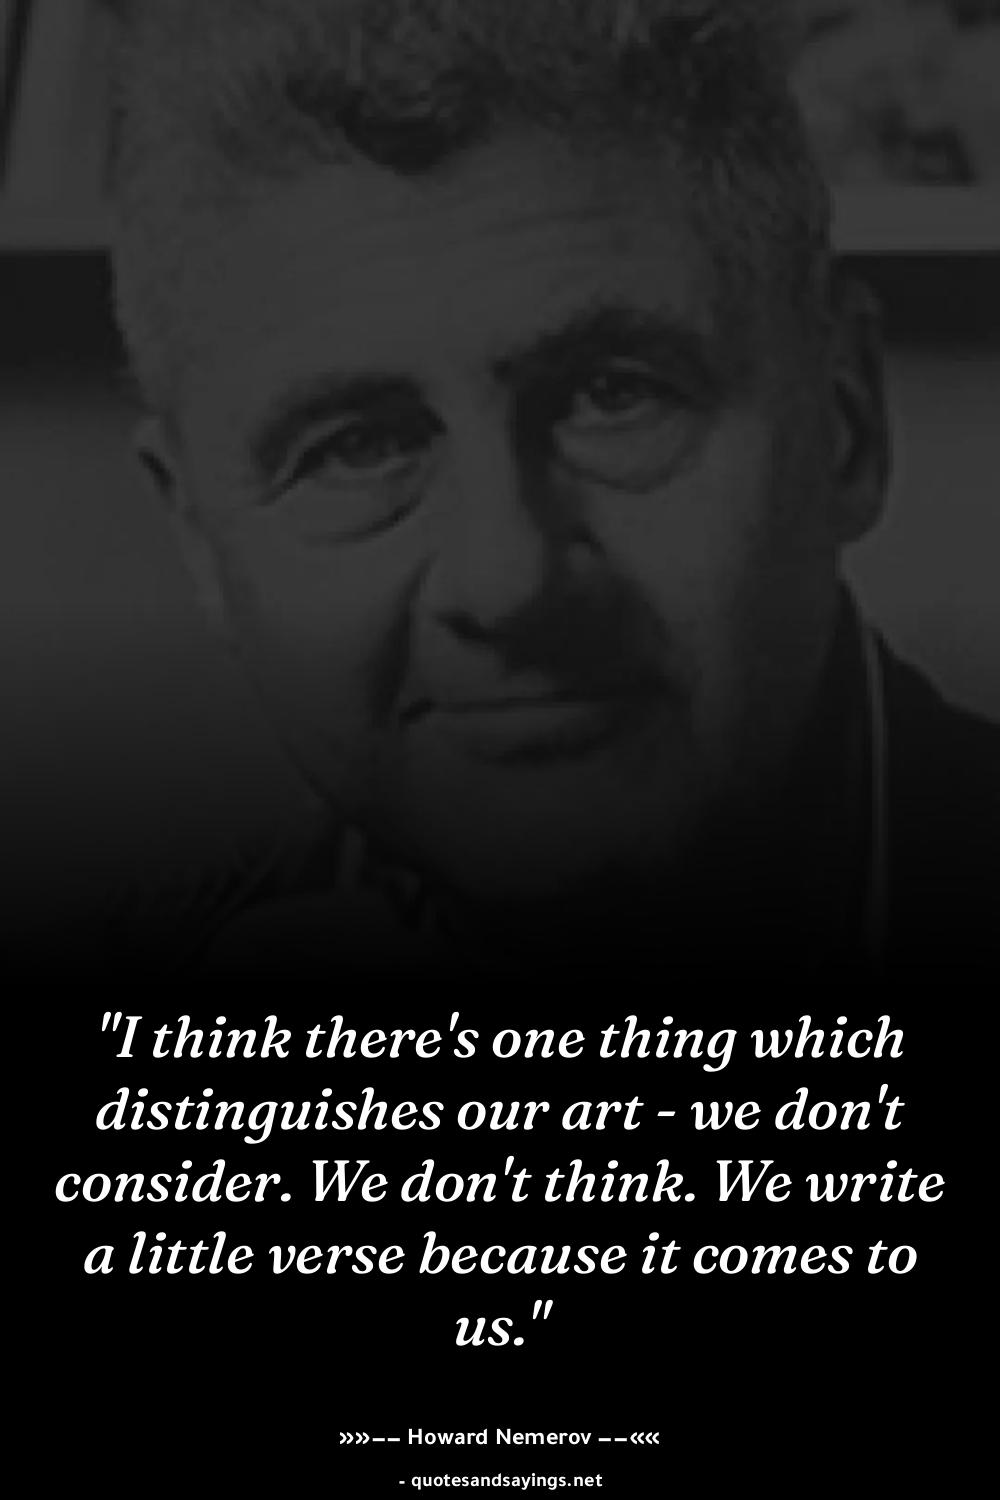 "I think there's one thing which
distinguishes our art - we don't
consider. We don't think. We write
a little verse because it comes to
us."
»»–– Howard Nemerov ––««
- quotesandsayings.net